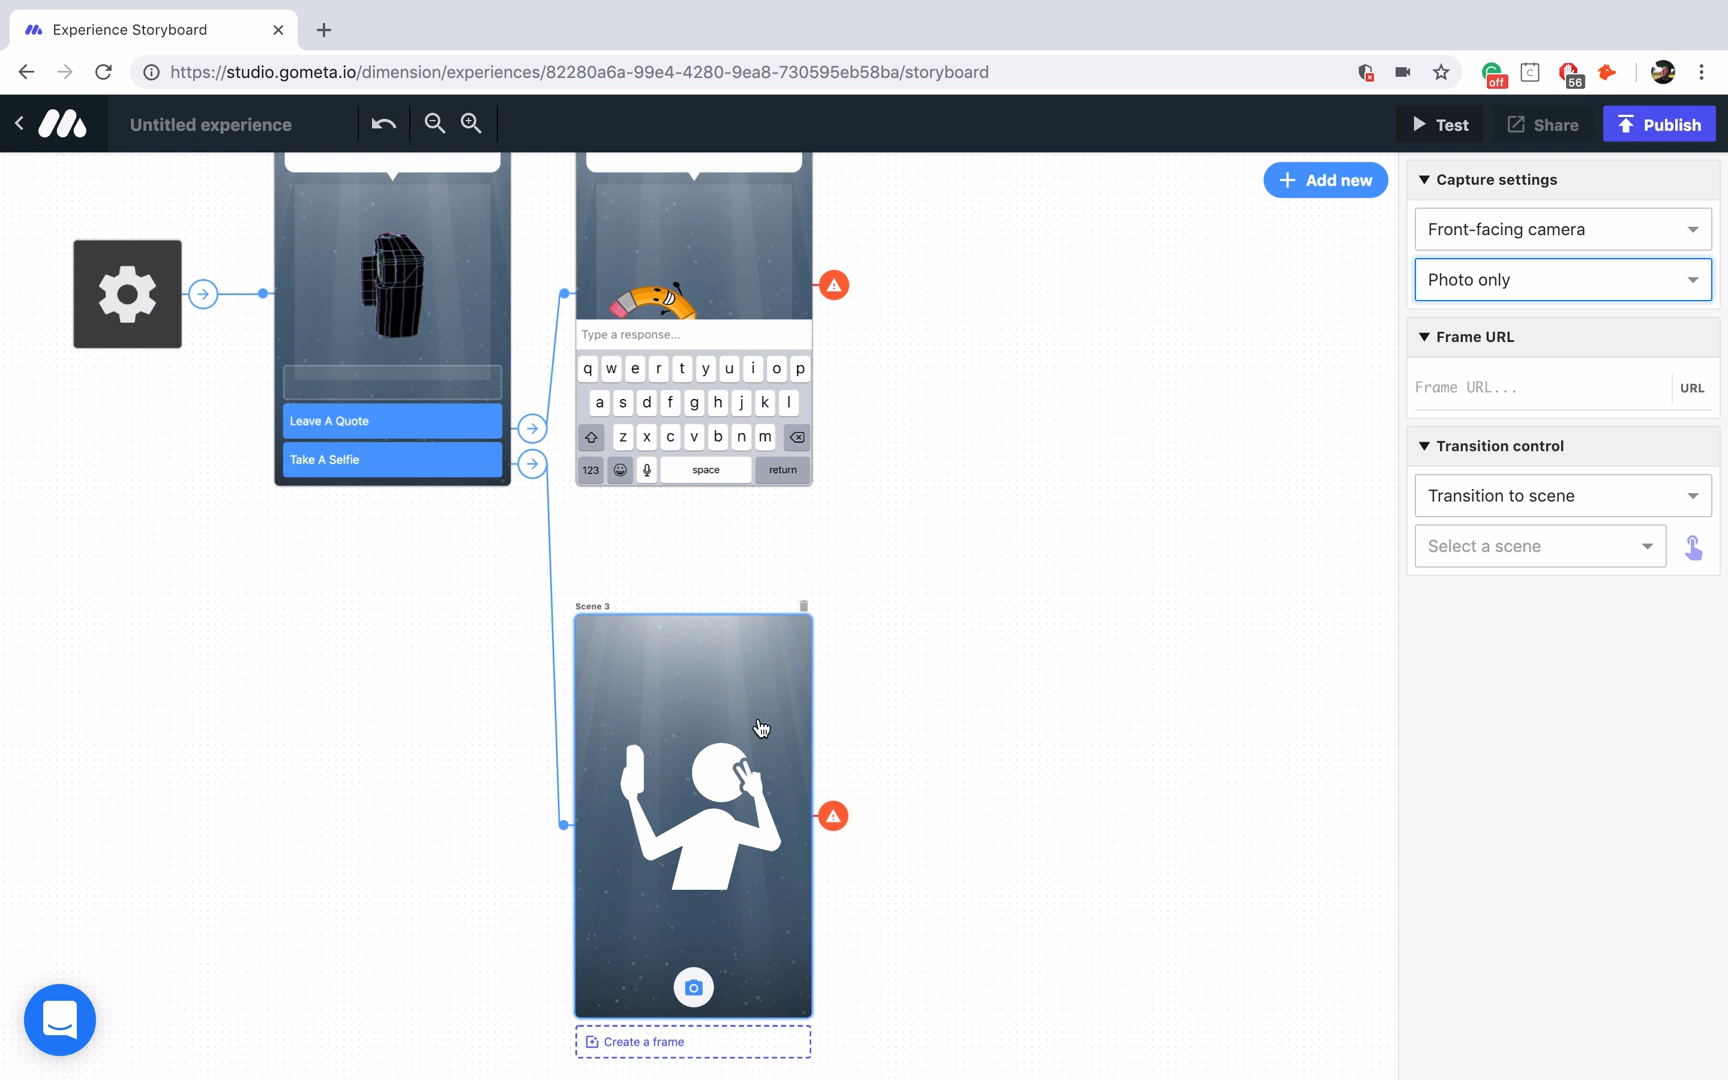 Experience Storyboard
https://studio.gometa.io/dimension/experiences/82280a6a-99e4-4280-9ea8-730595eb58ba/storyboard
off
C
56
Untitled experience
Test
Share
Publish
Add new
Capture settings
Front-facing camera
Photo only
Frame URL
Frame URL...
URL
Transition control
Transition to scene
Select a scene
Leave A Quote
Take A Selfie
Type a response...
q w e r t y u i o p
a s d f g h j k l
z x c v b n m
123 space return
Scene 3
Create a frame